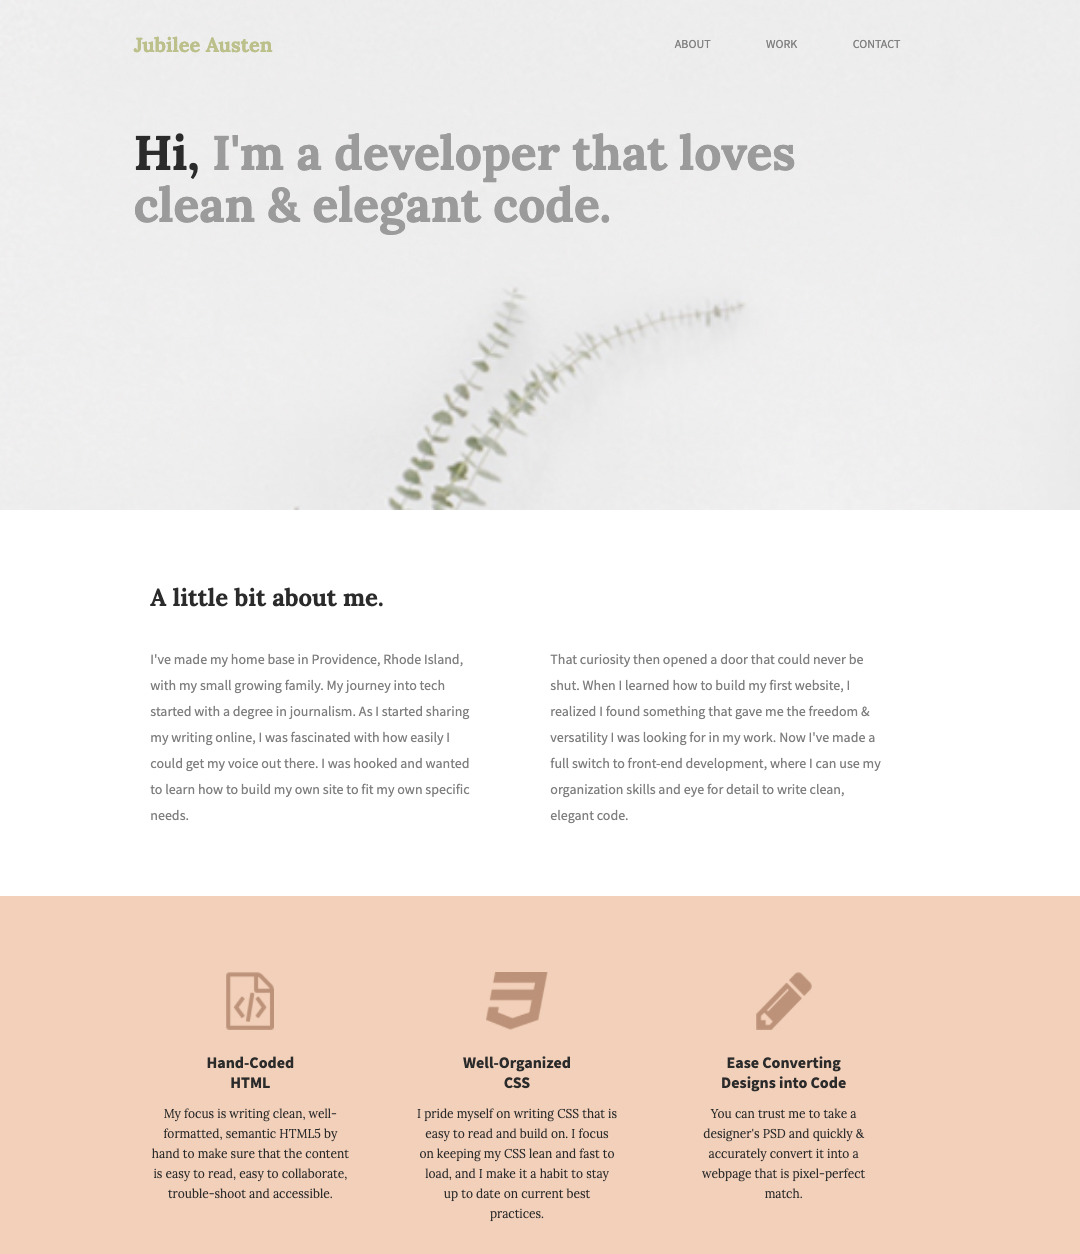 Jubilee Austen
ABOUT WORK CONTACT
Hi, I'm a developer that loves
clean & elegant code.
A little bit about me.
I've made my home base in Providence, Rhode Island,
with my small growing family. My journey into tech
started with a degree in journalism. As I started sharing
my writing online, I was fascinated with how easily I
could get my voice out there. I was hooked and wanted
to learn how to build my own site to fit my own specific
needs.
That curiosity then opened a door that could never be
shut. When I learned how to build my first website, I
realized I found something that gave me the freedom &
versatility I was looking for in my work. Now I've made a
full switch to front-end development, where I can use my
organization skills and eye for detail to write clean,
elegant code.
Hand-Coded
HTML
My focus is writing clean, well-
formatted, semantic HTML5 by
hand to make sure that the content
is easy to read, easy to collaborate,
trouble-shoot and accessible.
Well-Organized
CSS
I pride myself on writing CSS that is
easy to read and build on. I focus
on keeping my CSS lean and fast to
load, and I make it a habit to stay
up to date on current best
practices.
Ease Converting
Designs into Code
You can trust me to take a
designer's PSD and quickly &
accurately convert it into a
webpage that is pixel-perfect
match.